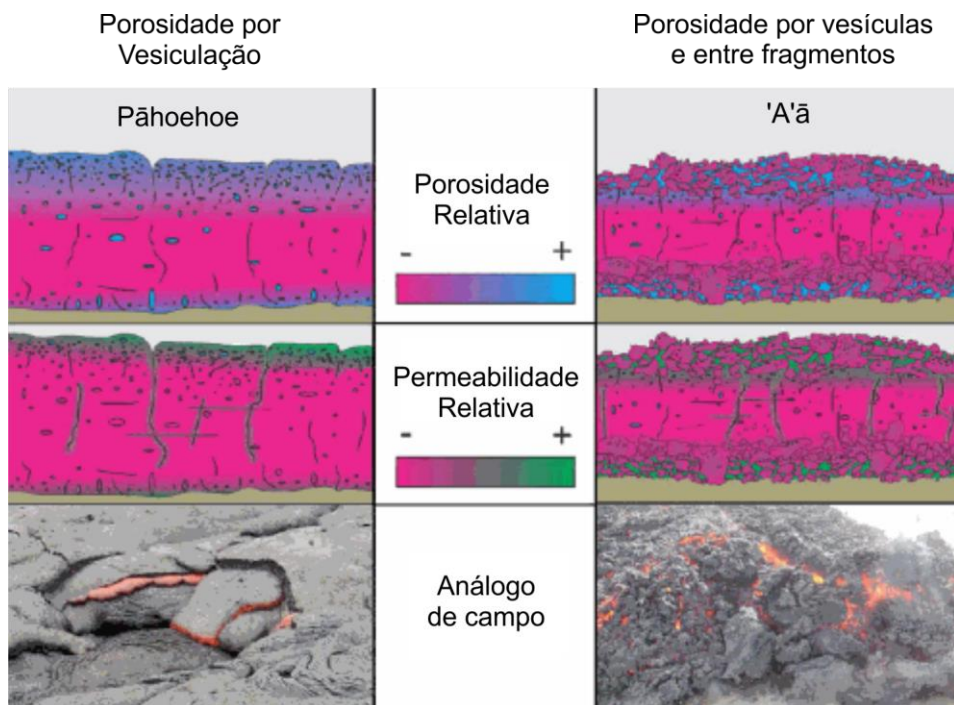 Porosidade por
Vesiculação
Porosidade por vesículas
e entre fragmentos
Pāhoehoe
Porosidade
Relativa
- +
'A'ā
Permeabilidade
Relativa
- +
Análogo
de campo